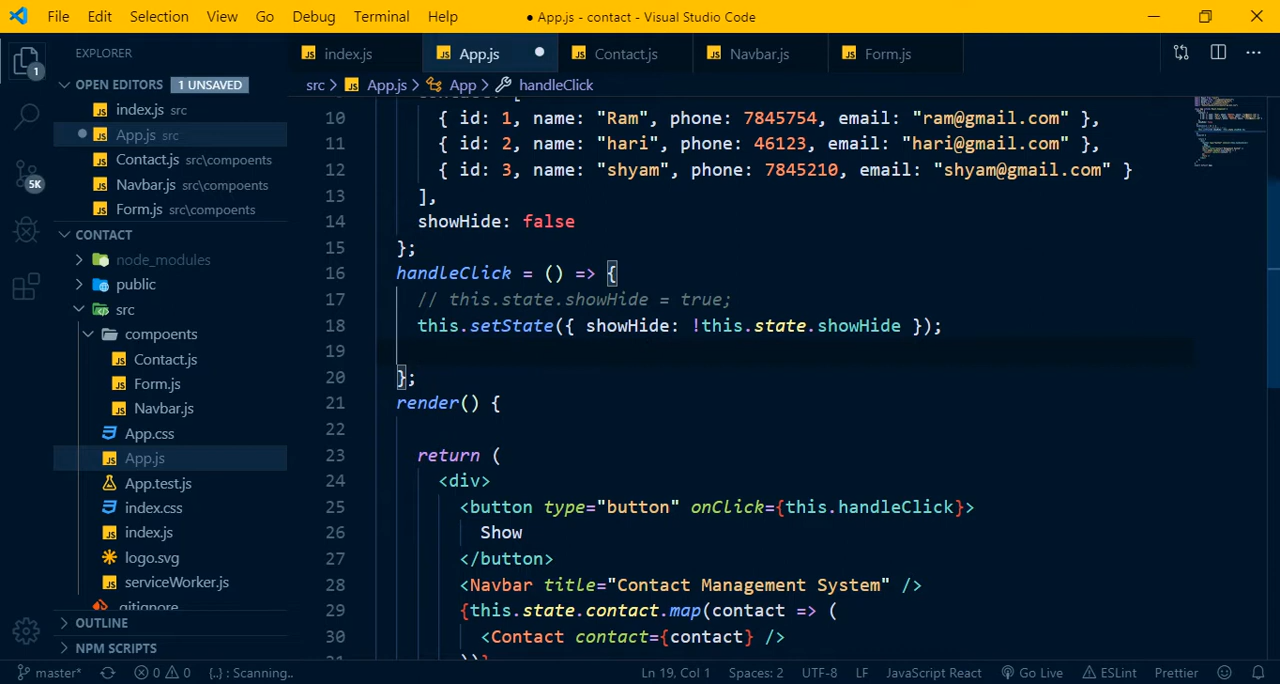 File Edit Selection View Go Debug Terminal Help ● App.js - contact - Visual Studio Code
EXPLORER
index.js App.js Contact.js Navbar.js Form.js
1
OPEN EDITORS 1 UNSAVED
index.js src
App.js src
Contact.js src\compoents
Navbar.js src\compoents
Form.js src\compoents
5K
CONTACT
node_modules
public
src
compoents
Contact.js
Form.js
Navbar.js
App.css
App.js
App.test.js
index.css
index.js
logo.svg
serviceWorker.js
.gitignore
OUTLINE
NPM SCRIPTS
src > App.js > App > handleClick
10 { id: 1, name: "Ram", phone: 7845754, email: "ram@gmail.com" },
11 { id: 2, name: "hari", phone: 46123, email: "hari@gmail.com" },
12 { id: 3, name: "shyam", phone: 7845210, email: "shyam@gmail.com" }
13 ],
14 showHide: false
15 };
16 handleClick = () => {
17 // this.state.showHide = true;
18 this.setState({ showHide: !this.state.showHide });
19
20 };
21 render() {
22
23 return (
24 <div>
25 <button type="button" onClick={this.handleClick}>
26 Show
27 </button>
28 <Navbar title="Contact Management System" />
29 {this.state.contact.map(contact => (
30 <Contact contact={contact} />
))}
master* 0 0 {..} : Scanning.. Ln 19, Col 1 Spaces: 2 UTF-8 LF JavaScript React Go Live ESLint Prettier